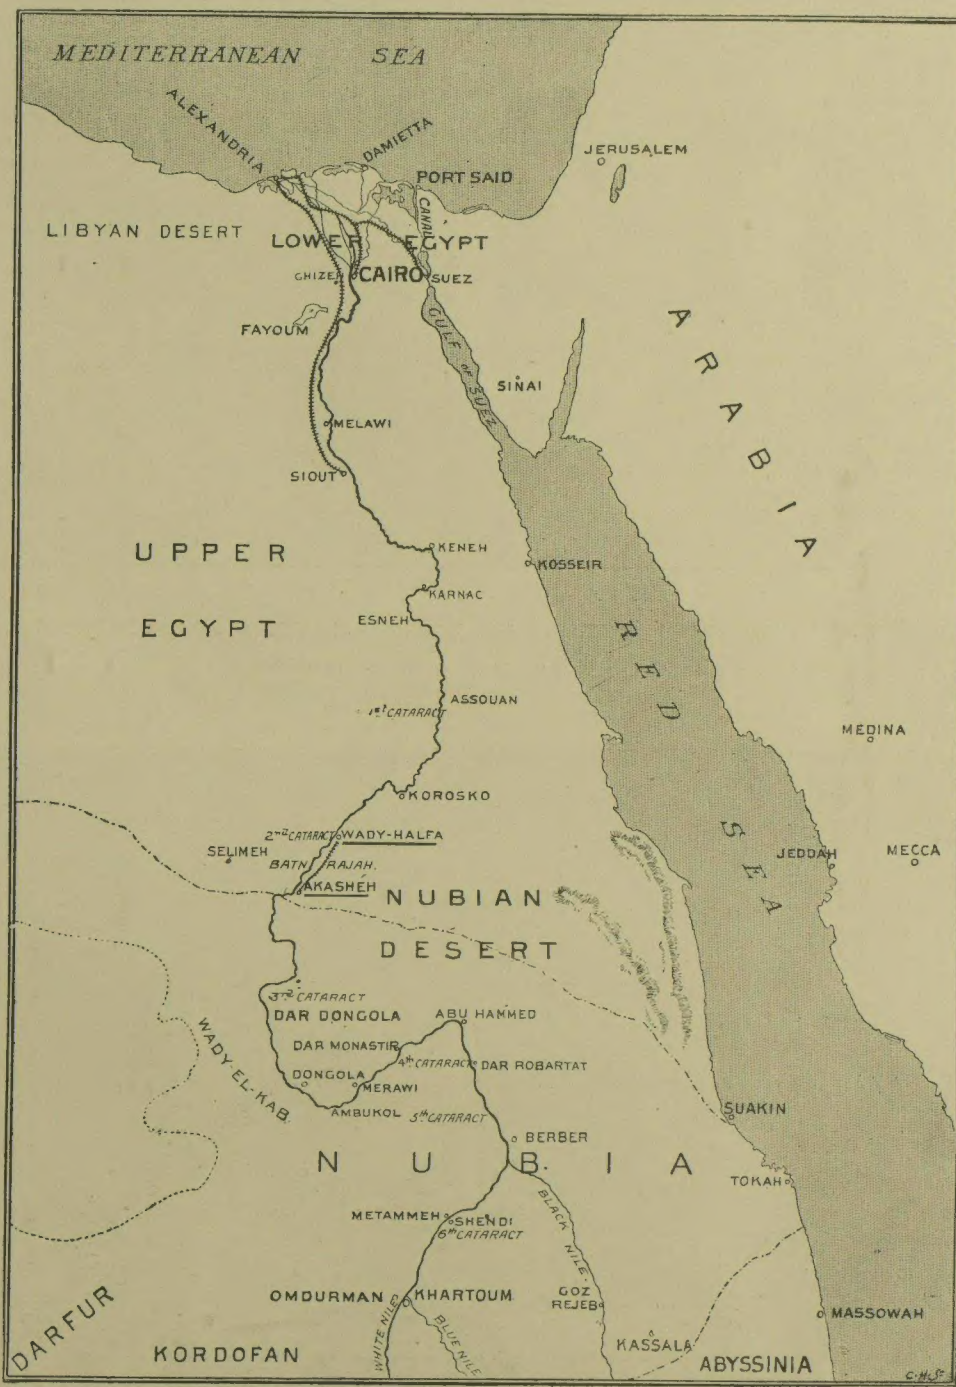 MEDITERRANEAN SEA
ALEXANDRIA
DAMIETTA
JERUSALEM
PORT SAID
CANAL
LIBYAN DESERT
LOWER EGYPT
GHIZEH
CAIRO
SUEZ
FAYOUM
GULF OF SUEZ
SINAI
ARABIA
MELAWI
SIOUT
UPPER
EGYPT
KENEH
KOSSEIR
KARNAC
ESNEH
RED SEA
ASSOUAN
1st CATARACT
MEDINA
KOROSKO
2nd CATARACT
WADY-HALFA
SELIMEH
BATN RAJAH.
JEDDAH
MECCA
AKASHÉH
NUBIAN
DESERT
3rd CATARACT
DAR DONGOLA
ABU HAMMED
WADY-EL-KAB.
DAR MONASTIR
4th CATARACT
DAR ROBARTAT
DONGOLA
MERAWI
AMBUKOL
5th CATARACT
SUAKIN
BERBER
NUBIA
TOKAH
BLACK NILE.
METAMMEH
SHENDI
6th CATARACT
OMDURMAN
KHARTOUM
GOZ
REJEB
MASSOWAH
DARFUR
KORDOFAN
WHITE NILE
BLUE NILE
KASSALA
ABYSSINIA